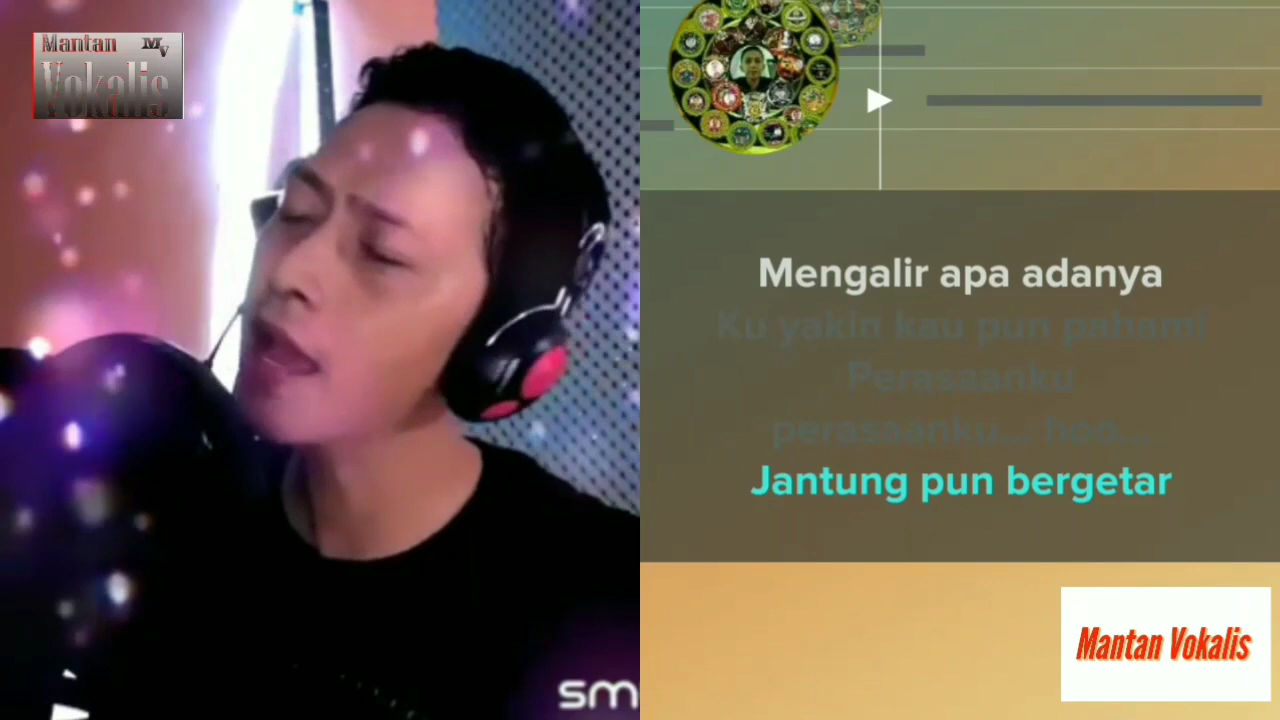 Mantan MV
Vokalis
Mengalir apa adanya
Ku yakin kau pun pahami
Perasaanku
perasaanku... hoo...
Jantung pun bergetar
Mantan Vokalis
sm